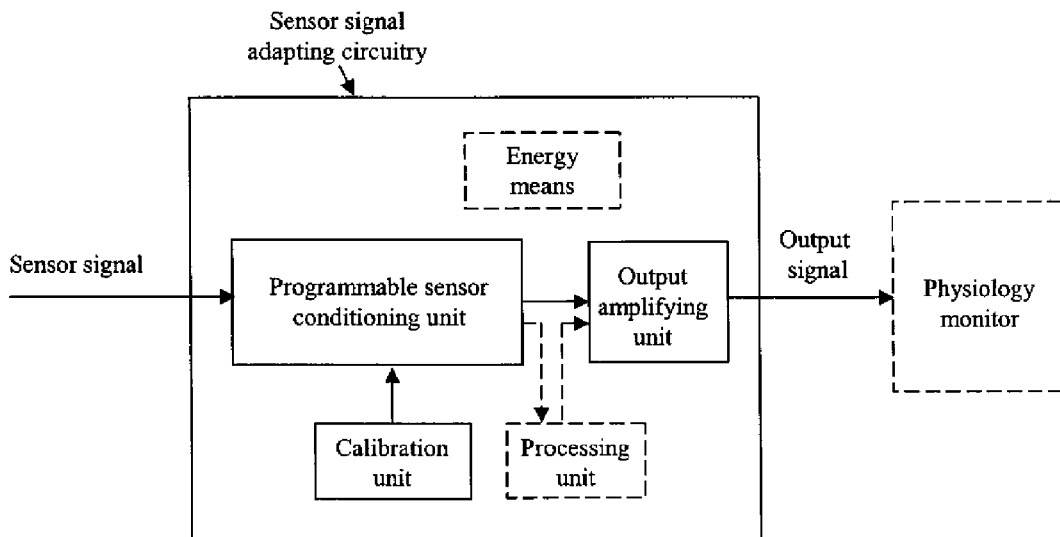 Sensor signal
adapting circuitry
Energy
means
Sensor signal
Programmable sensor
conditioning unit
Output
amplifying
unit
Output
signal
Physiology
monitor
Calibration
unit
Processing
unit